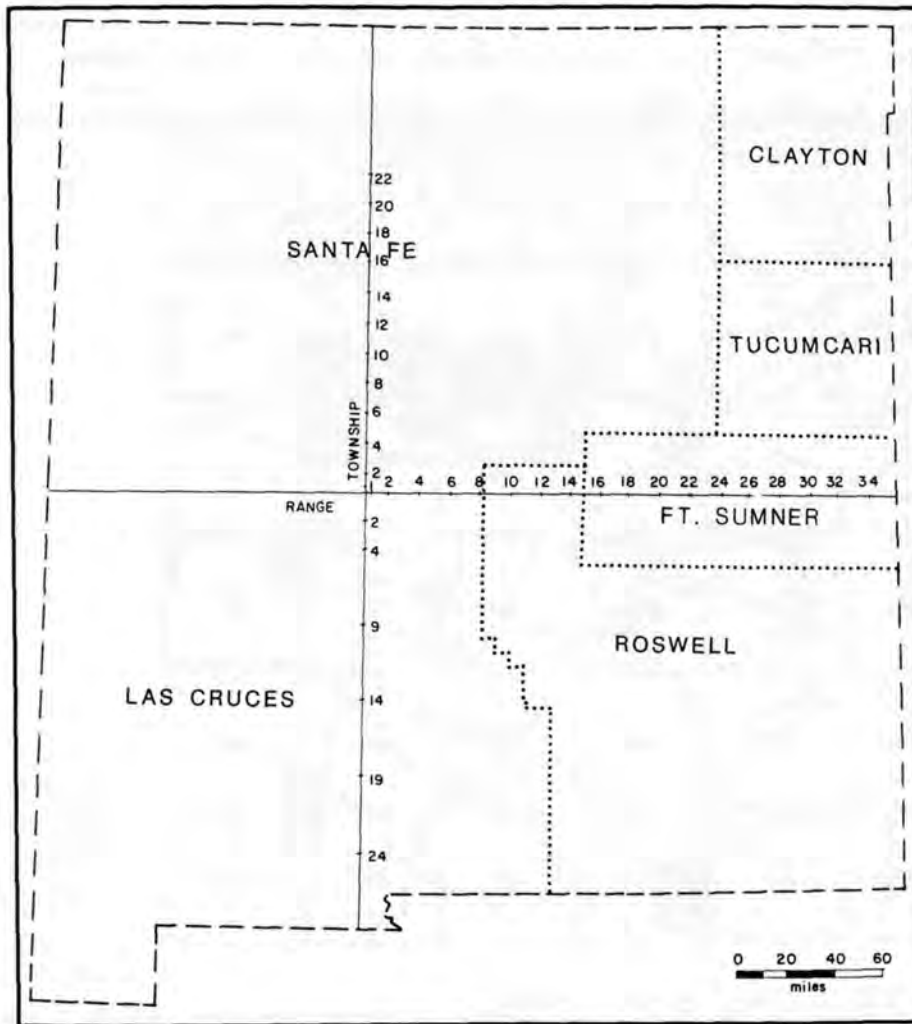 CLAYTON
22
20
18
SANTA FE
16
14
12
TUCUMCARI
10
8
6
TOWNSHIP
4
2
2 4 6 8 10 12 14 16 18 20 22 24 26 28 30 32 34
RANGE
FT. SUMNER
2
4
9
ROSWELL
LAS CRUCES
14
19
24
0 20 40 60
miles